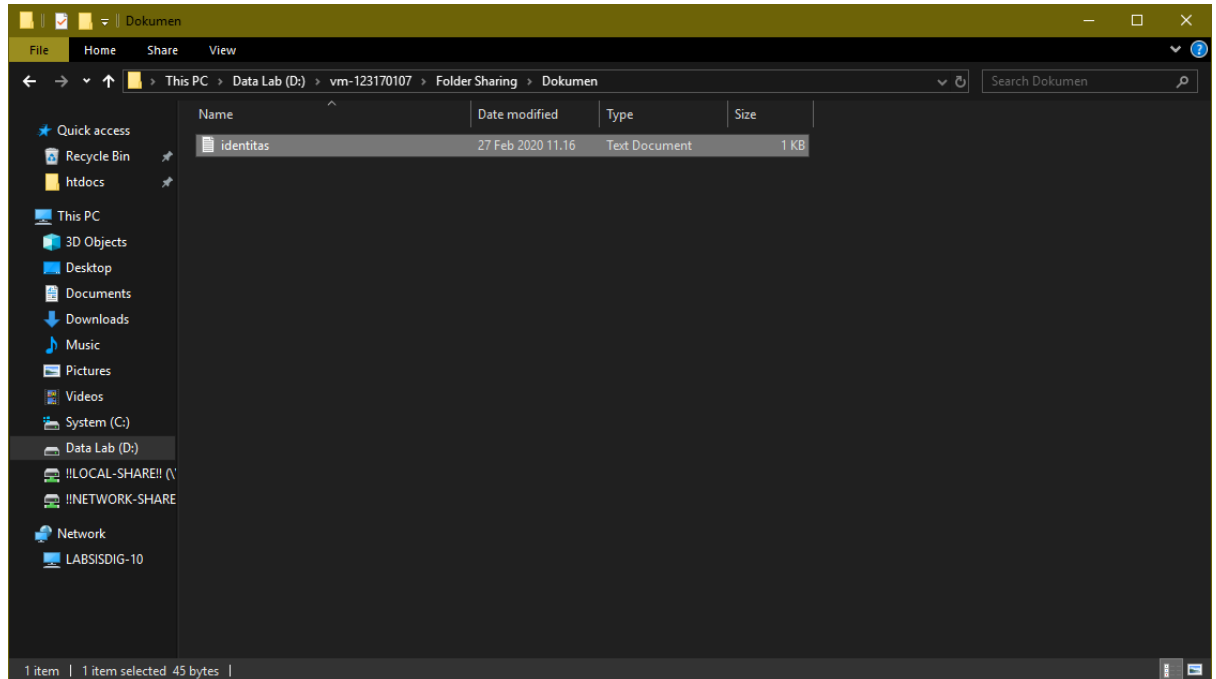 Dokumen
File Home Share View
This PC > Data Lab (D:) > vm-123170107 > Folder Sharing > Dokumen
Search Dokumen
Name Date modified Type Size
identitas 27 Feb 2020 11.16 Text Document 1 KB
Quick access
Recycle Bin
htdocs
This PC
3D Objects
Desktop
Documents
Downloads
Music
Pictures
Videos
System (C:)
Data Lab (D:)
!!LOCAL-SHARE!! (\'
!!NETWORK-SHARE
Network
LABSISDIG-10
1 item | 1 item selected 45 bytes |